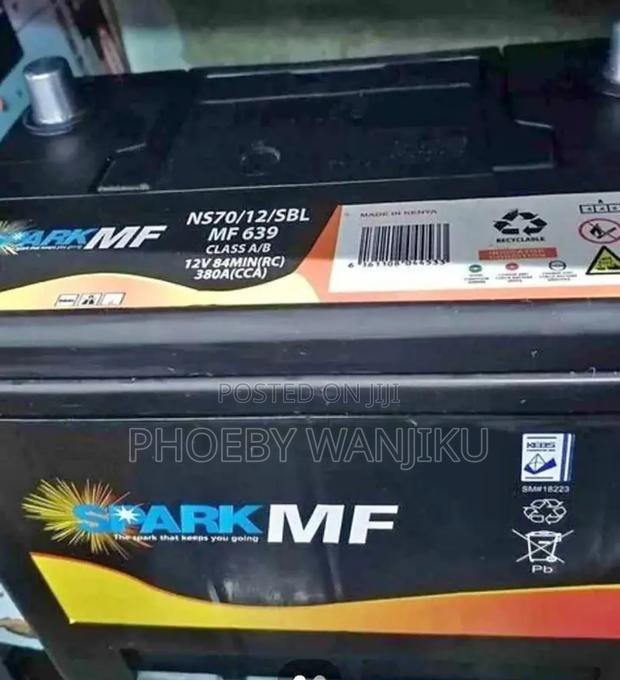 SPARK MF
NS70/12/SBL
MF 639
CLASS A/B
12V 84MIN(RC)
380A(CCA)
MADE IN KENYA
RECYCLABLE
POSTED ON JIJI
PHOEBY WANJIKU
KEBS
SM#18223
SPARK MF
The spark that keeps you going
Pb